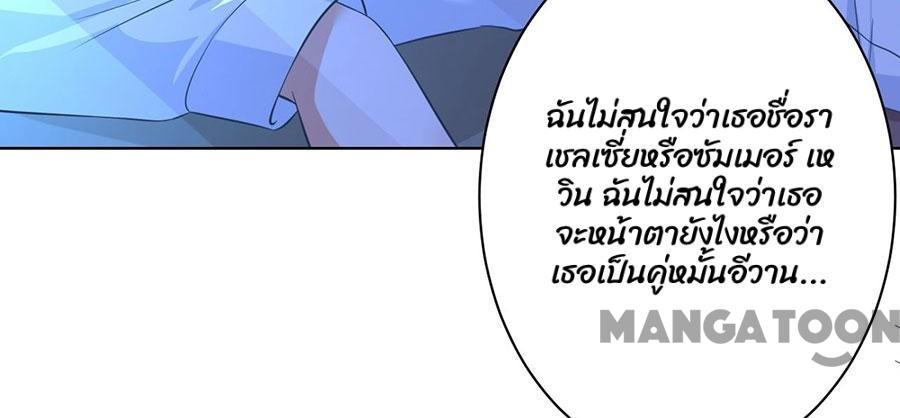 ฉันไม่สนใจว่าเธอชื่อรา
เชลเซี่ยหรือซัมเมอร์ เห
วิน ฉันไม่สนใจว่าเธอ
จะหน้าตายังไงหรือว่า
เธอเป็นคู่หมั้นอีวาน...
MANGATOON